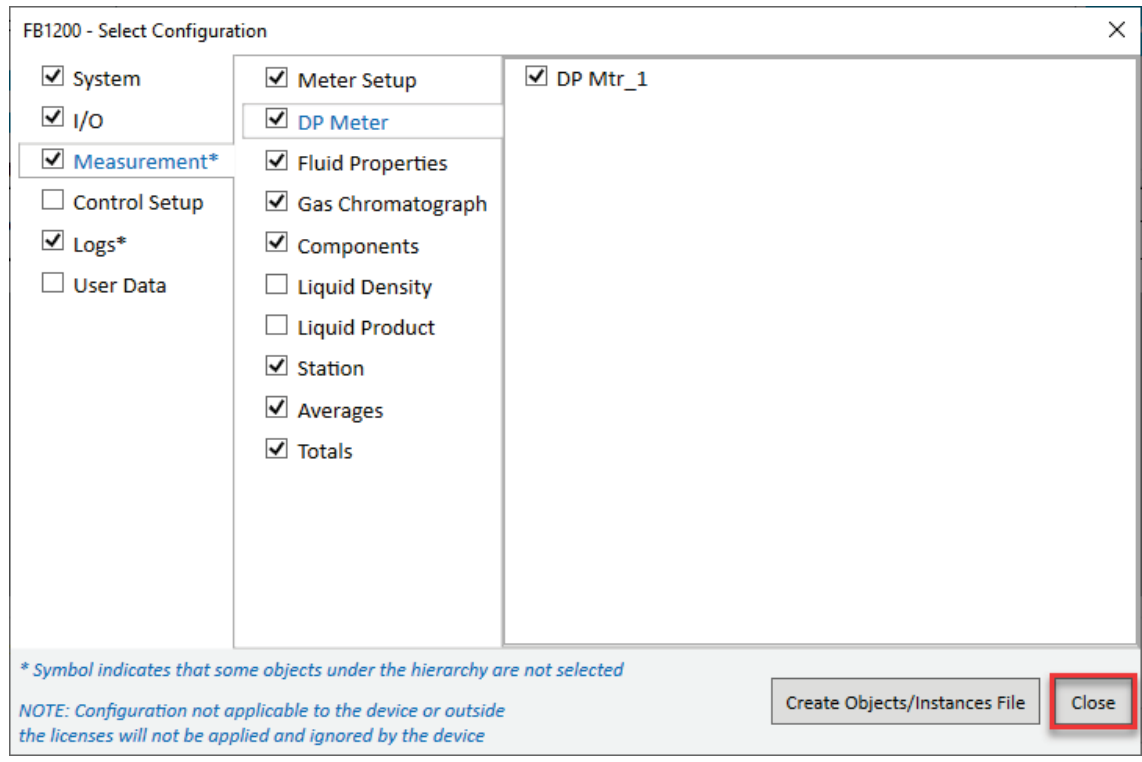 FB1200 - Select Configuration
System
I/O
Measurement*
Control Setup
Logs*
User Data
Meter Setup
DP Meter
Fluid Properties
Gas Chromatograph
Components
Liquid Density
Liquid Product
Station
Averages
Totals
DP Mtr_1
* Symbol indicates that some objects under the hierarchy are not selected
NOTE: Configuration not applicable to the device or outside
the licenses will not be applied and ignored by the device
Create Objects/Instances File
Close